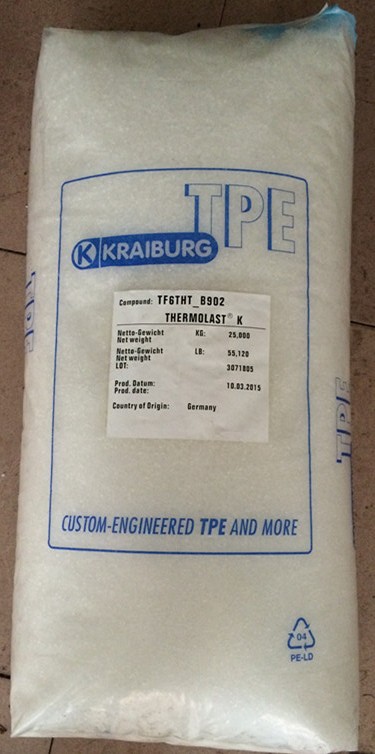 TPE
K KRAIBURG
Compound: TF6THT_B902
THERMOLAST® K
Netto-Gewicht KG: 25,000
Net weight
Netto-Gewicht LB: 55,120
Net weight
LOT: 3071805
Prod. Datum: 10.03.2015
Prod. date:
Country of Origin: Germany
CUSTOM-ENGINEERED TPE AND MORE
TPE
TPE
04
PE-LD